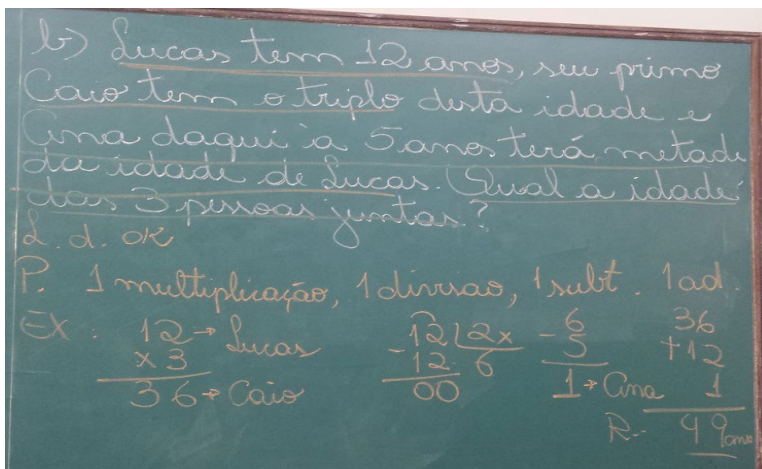 b) Lucas tem 12 anos, seu primo
Caio tem o triplo desta idade e
Ana daqui a 5 anos terá metade
da idade de Lucas. Qual a idade
das 3 pessoas juntas?
L. d. OK
P. 1 multiplicação, 1 divisao, 1 subt. 1 ad.
EX: 12 → Lucas 12 2x - 6 36
x 3 - 12 6 5 + 12
36 → Caio 00 1 → Ana 1
R.- 49 anos